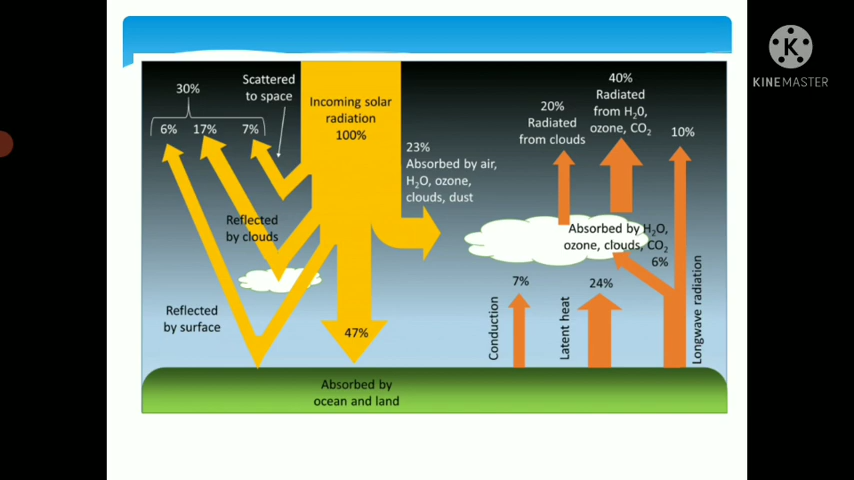 30%
6%
17%
7%
Scattered
to space
Incoming solar
radiation
100%
23%
Absorbed by air,
H₂O, ozone,
clouds, dust
Reflected
by clouds
Reflected
by surface
47%
Absorbed by
ocean and land
20%
Radiated
from clouds
40%
Radiated
from H₂0,
ozone, CO₂
10%
Absorbed by H₂O,
ozone, clouds, CO₂
6%
7%
Conduction
24%
Latent heat
Longwave radiation
K
KINEMASTER